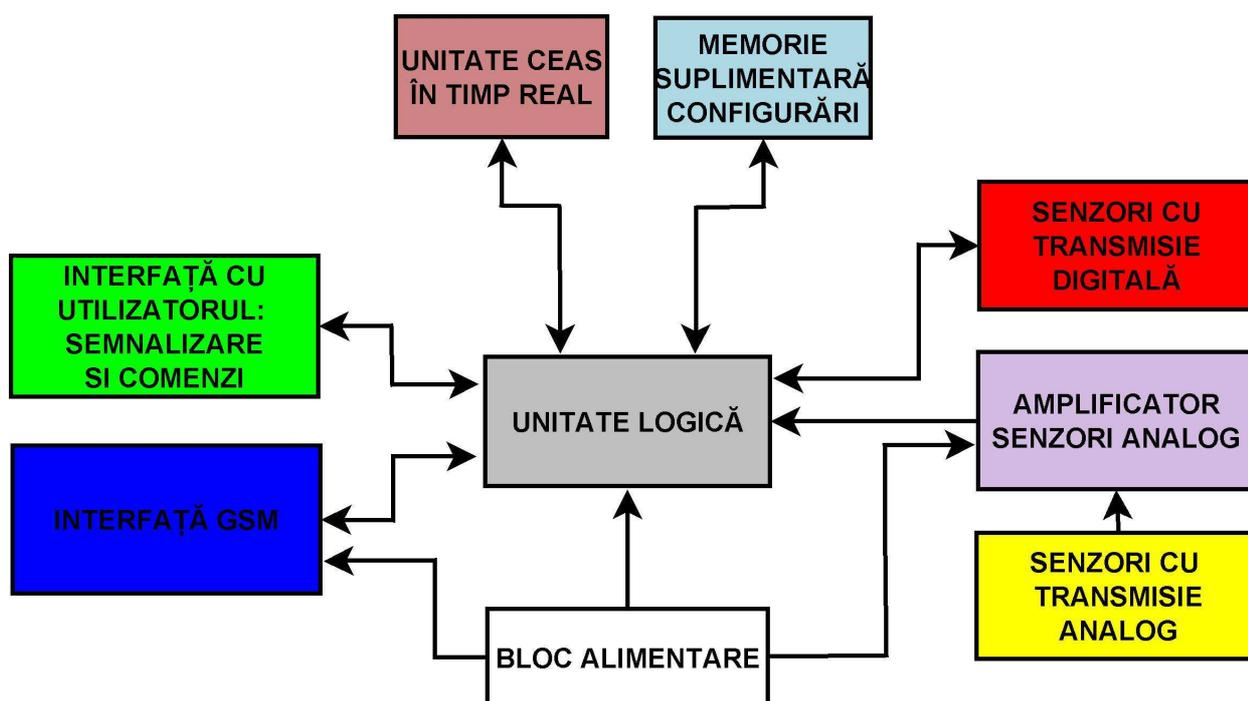 UNITATE CEAS
ÎN TIMP REAL
MEMORIE
SUPLIMENTARĂ
CONFIGURĂRI
SENZORI CU
TRANSMISIE
DIGITALĂ
INTERFAȚĂ CU
UTILIZATORUL:
SEMNALIZARE
SI COMENZI
UNITATE LOGICĂ
AMPLIFICATOR
SENZORI ANALOG
INTERFAȚĂ GSM
SENZORI CU
TRANSMISIE
ANALOG
BLOC ALIMENTARE